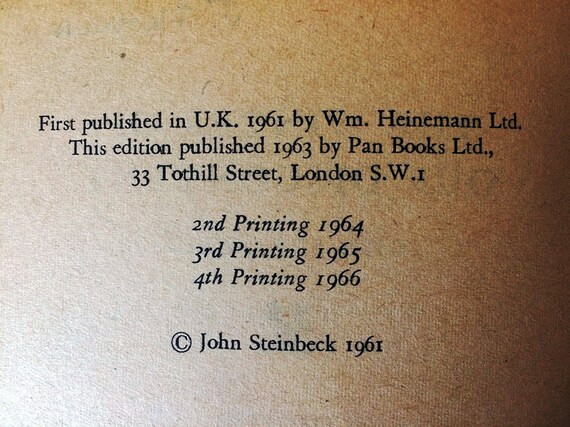 First published in U.K. 1961 by Wm. Heinemann Ltd.
This edition published 1963 by Pan Books Ltd.,
33 Tothill Street, London S.W.1
2nd Printing 1964
3rd Printing 1965
4th Printing 1966
© John Steinbeck 1961